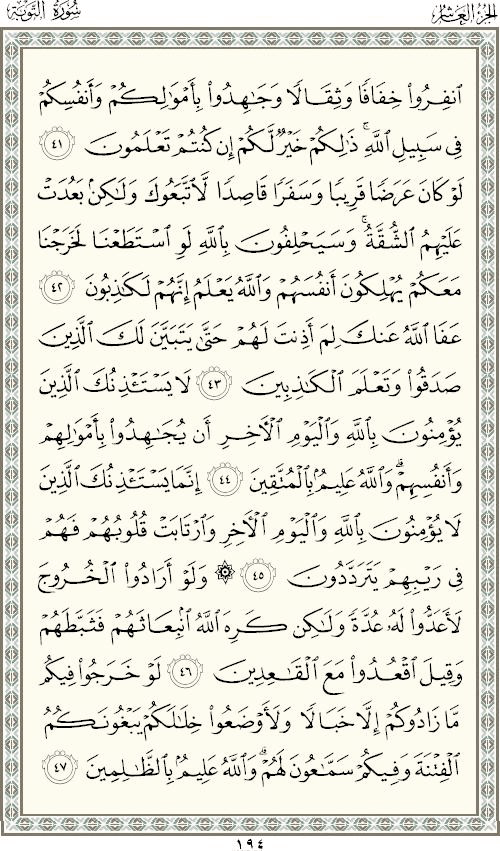 الجزء العاشر
سورة التوبة
ٱنفِرُوا۟ خِفَافًا وَثِقَالًا وَجَٰهِدُوا۟ بِأَمْوَٰلِكُمْ وَأَنفُسِكُمْ
فِى سَبِيلِ ٱللَّهِ ۚ ذَٰلِكُمْ خَيْرٌ لَّكُمْ إِن كُنتُمْ تَعْلَمُونَ ٤١
لَوْ كَانَ عَرَضًا قَرِيبًا وَسَفَرًا قَاصِدًا لَّٱتَّبَعُوكَ وَلَٰكِنۢ بَعُدَتْ
عَلَيْهِمُ ٱلشُّقَّةُ ۚ وَسَيَحْلِفُونَ بِٱللَّهِ لَوِ ٱسْتَطَعْنَا لَخَرَجْنَا
مَعَكُمْ يُهْلِكُونَ أَنفُسَهُمْ وَٱللَّهُ يَعْلَمُ إِنَّهُمْ لَكَٰذِبُونَ ٤٢
عَفَا ٱللَّهُ عَنكَ لِمَ أَذِنتَ لَهُمْ حَتَّىٰ يَتَبَيَّنَ لَكَ ٱلَّذِينَ
صَدَقُوا۟ وَتَعْلَمَ ٱلْكَٰذِبِينَ ٤٣ لَا يَسْتَـْٔذِنُكَ ٱلَّذِينَ
يُؤْمِنُونَ بِٱللَّهِ وَٱلْيَوْمِ ٱلْءَاخِرِ أَن يُجَٰهِدُوا۟ بِأَمْوَٰلِهِمْ
وَأَنفُسِهِمْ ۗ وَٱللَّهُ عَلِيمٌۢ بِٱلْمُتَّقِينَ ٤٤ إِنَّمَا يَسْتَـْٔذِنُكَ ٱلَّذِينَ
لَا يُؤْمِنُونَ بِٱللَّهِ وَٱلْيَوْمِ ٱلْءَاخِرِ وَٱرْتَابَتْ قُلُوبُهُمْ فَهُمْ
فِى رَيْبِهِمْ يَتَرَدَّدُونَ ٤٥ ۞ وَلَوْ أَرَادُوا۟ ٱلْخُرُوجَ
لَأَعَدُّوا۟ لَهُۥ عُدَّةً وَلَٰكِن كَرِهَ ٱللَّهُ ٱنۢبِعَاثَهُمْ فَثَبَّطَهُمْ
وَقِيلَ ٱقْعُدُوا۟ مَعَ ٱلْقَٰعِدِينَ ٤٦ لَوْ خَرَجُوا۟ فِيكُم
مَّا زَادُوكُمْ إِلَّا خَبَالًا وَلَأَوْضَعُوا۟ خِلَٰلَكُمْ يَبْغُونَكُمُ
ٱلْفِتْنَةَ وَفِيكُمْ سَمَّٰعُونَ لَهُمْ ۗ وَٱللَّهُ عَلِيمٌۢ بِٱلظَّٰلِمِينَ ٤٧
١٩٤